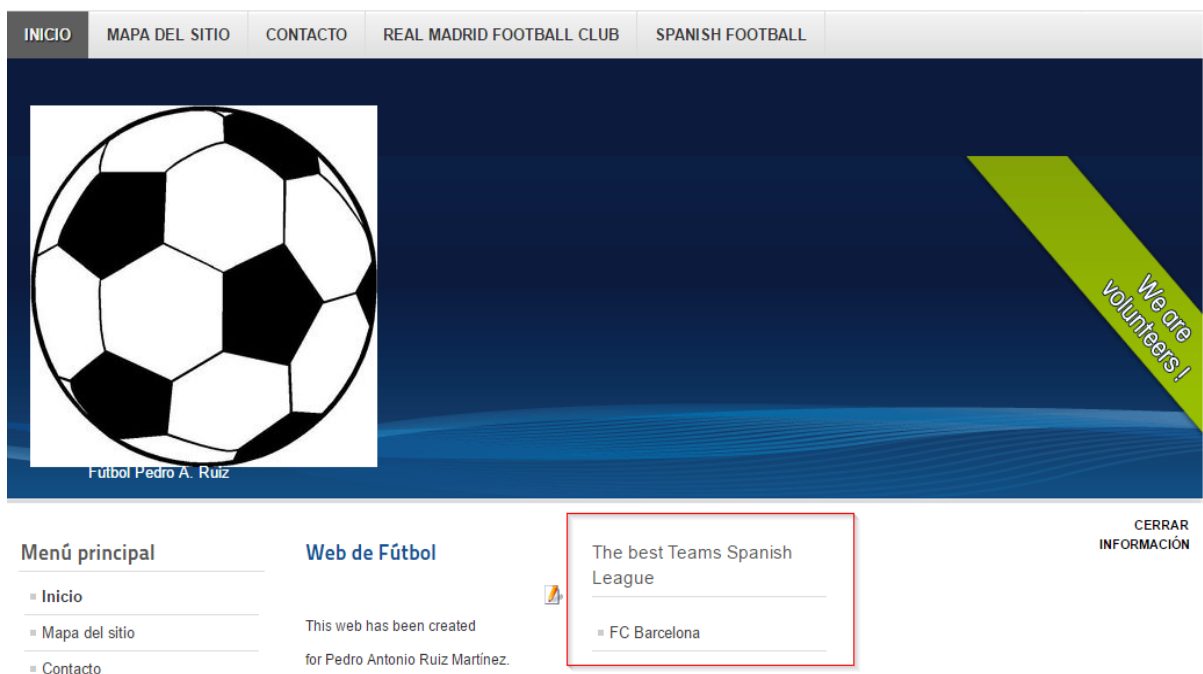 INICIO MAPA DEL SITIO CONTACTO REAL MADRID FOOTBALL CLUB SPANISH FOOTBALL
We are
volunteers !
Fútbol Pedro A. Ruiz
CERRAR
INFORMACIÓN
Menú principal
Inicio
Mapa del sitio
Contacto
Web de Fútbol
This web has been created
for Pedro Antonio Ruiz Martínez.
The best Teams Spanish
League
FC Barcelona